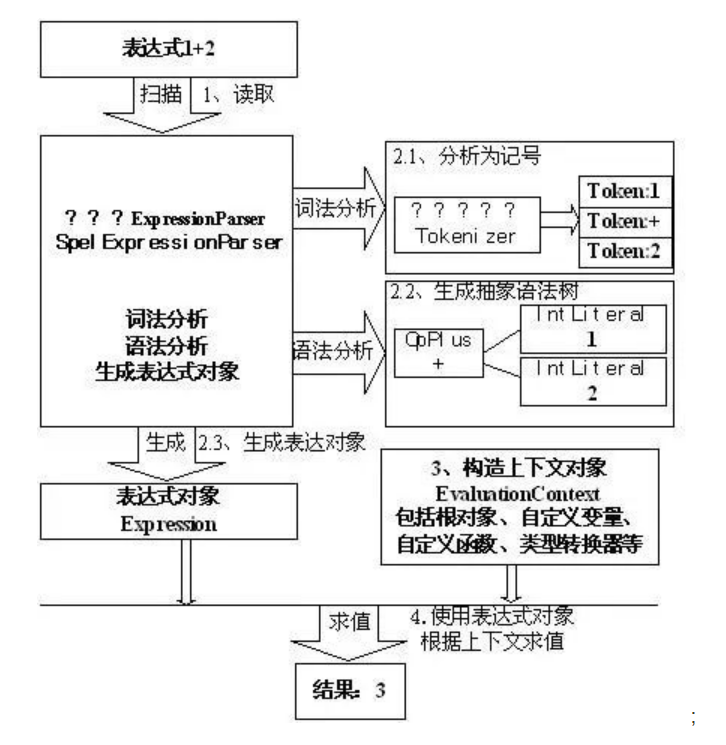 表达式1+2
扫描
1、读取
2.1、分析为记号
词法分析
? ? ? ExpressionParser
SpelExpressionParser
? ? ? ? ?
Tokenizer
Token:1
Token:+
Token:2
词法分析
语法分析
生成表达式对象
2.2、生成抽象语法树
语法分析
OpPlus
+
IntLiteral
1
IntLiteral
2
生成
2.3、生成表达对象
表达式对象
Expression
3、构造上下文对象
EvaluationContext
包括根对象、自定义变量、
自定义函数、类型转换器等
求值
4.使用表达式对象
根据上下文求值
结果：3
;